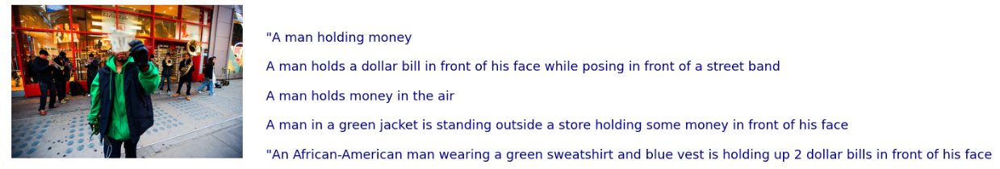 "A man holding money
A man holds a dollar bill in front of his face while posing in front of a street band
A man holds money in the air
A man in a green jacket is standing outside a store holding some money in front of his face
"An African-American man wearing a green sweatshirt and blue vest is holding up 2 dollar bills in front of his face